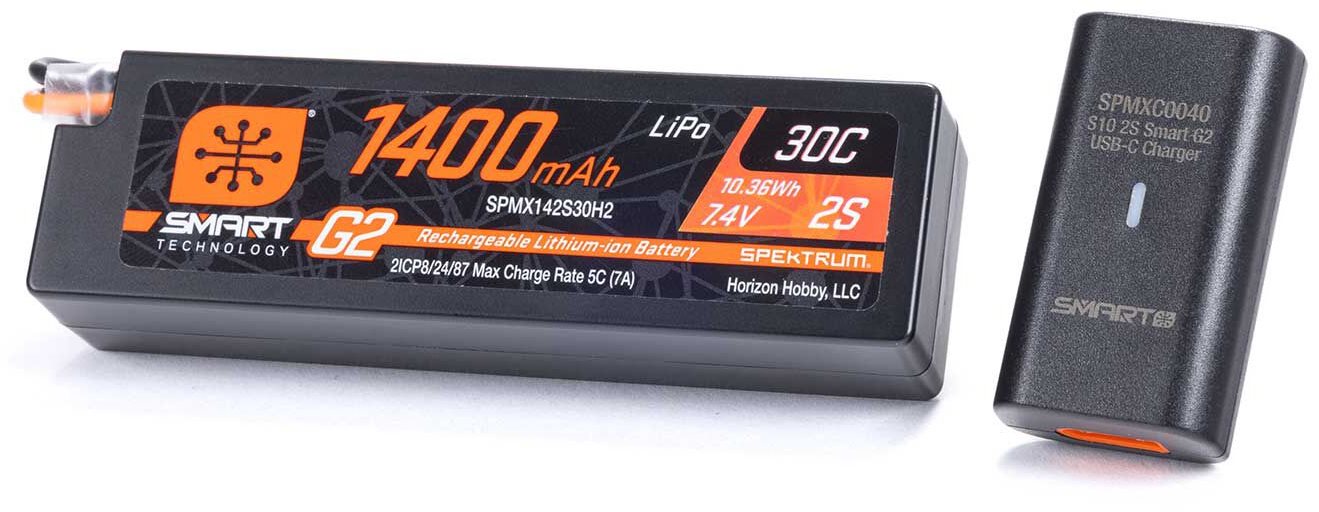 1400mAh
LiPo
30C
10.36Wh
7.4V 2S
SPMX142S30H2
SMART
TECHNOLOGY
G2
Rechargeable Lithium-ion Battery
SPEKTRUM®
2ICP8/24/87 Max Charge Rate 5C (7A)
Horizon Hobby, LLC
®
SPMXC0040
S10 2S Smart G2
USB-C Charger
SMART